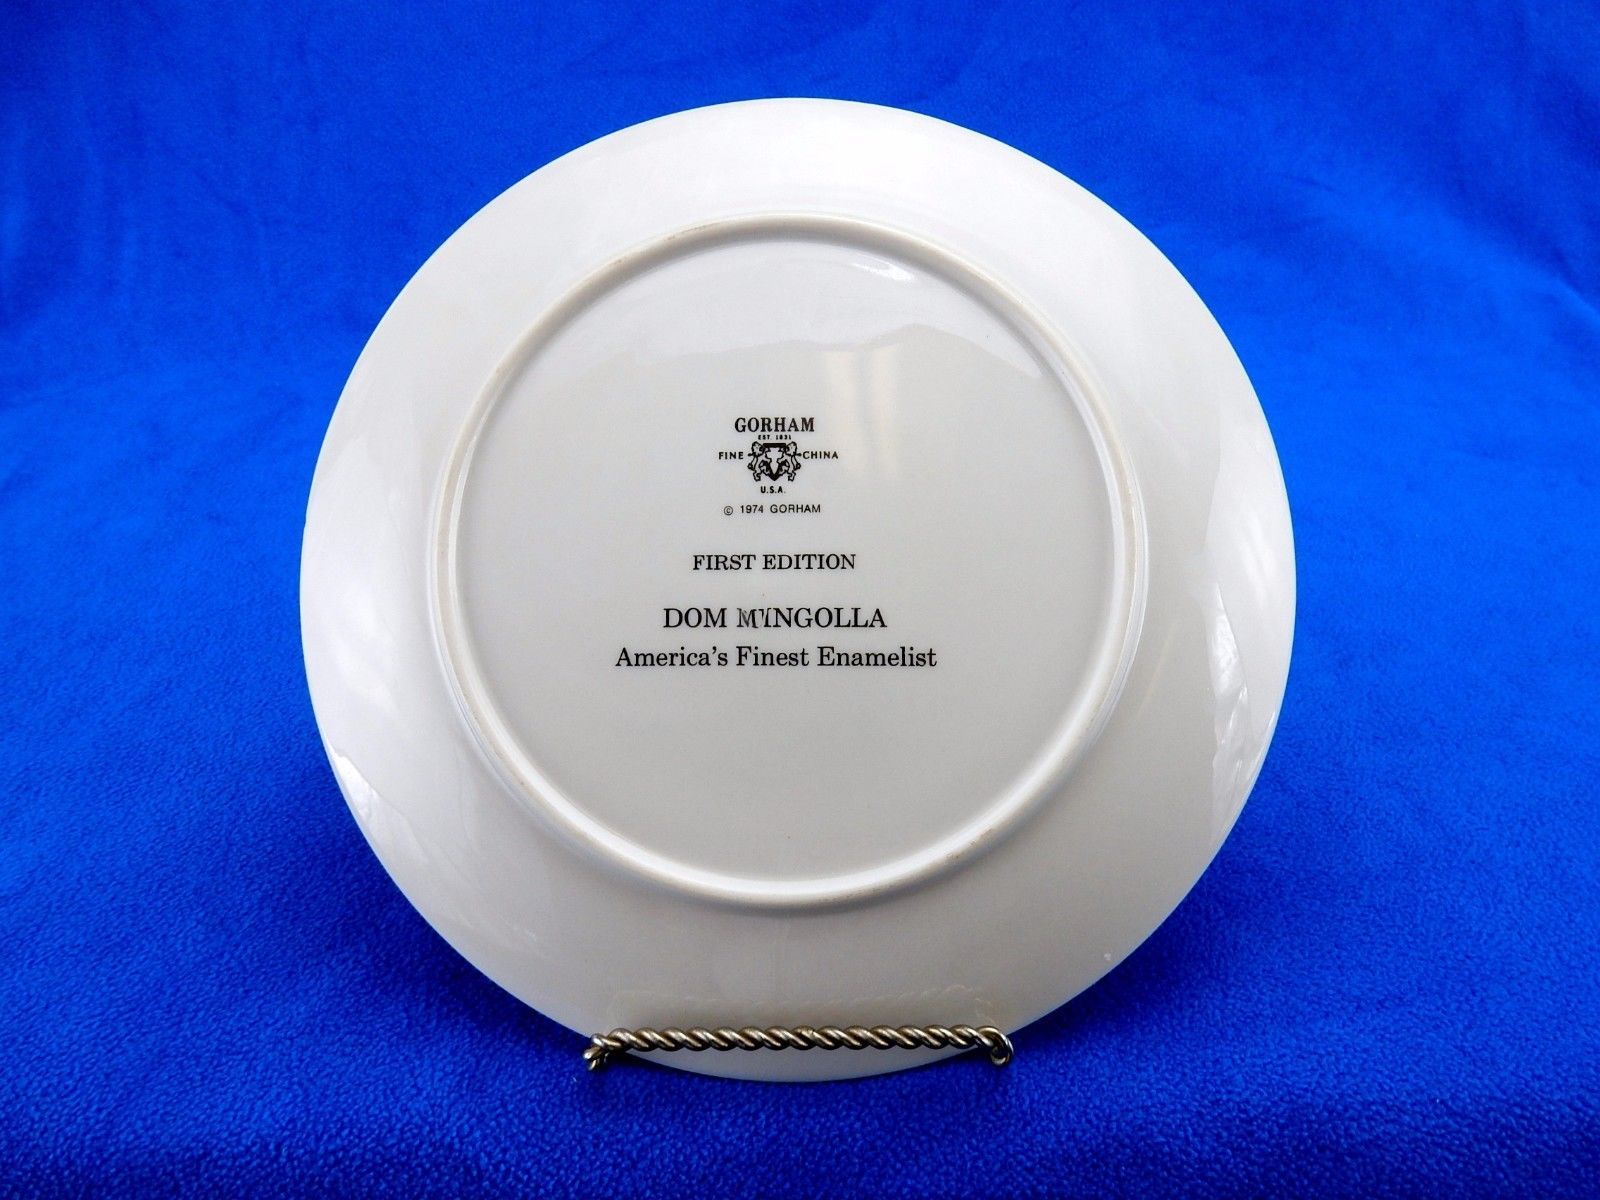 GORHAM
EST. 1831
FINE CHINA
U.S.A.
© 1974 GORHAM
FIRST EDITION
DOM MINGOLLA
America's Finest Enamelist